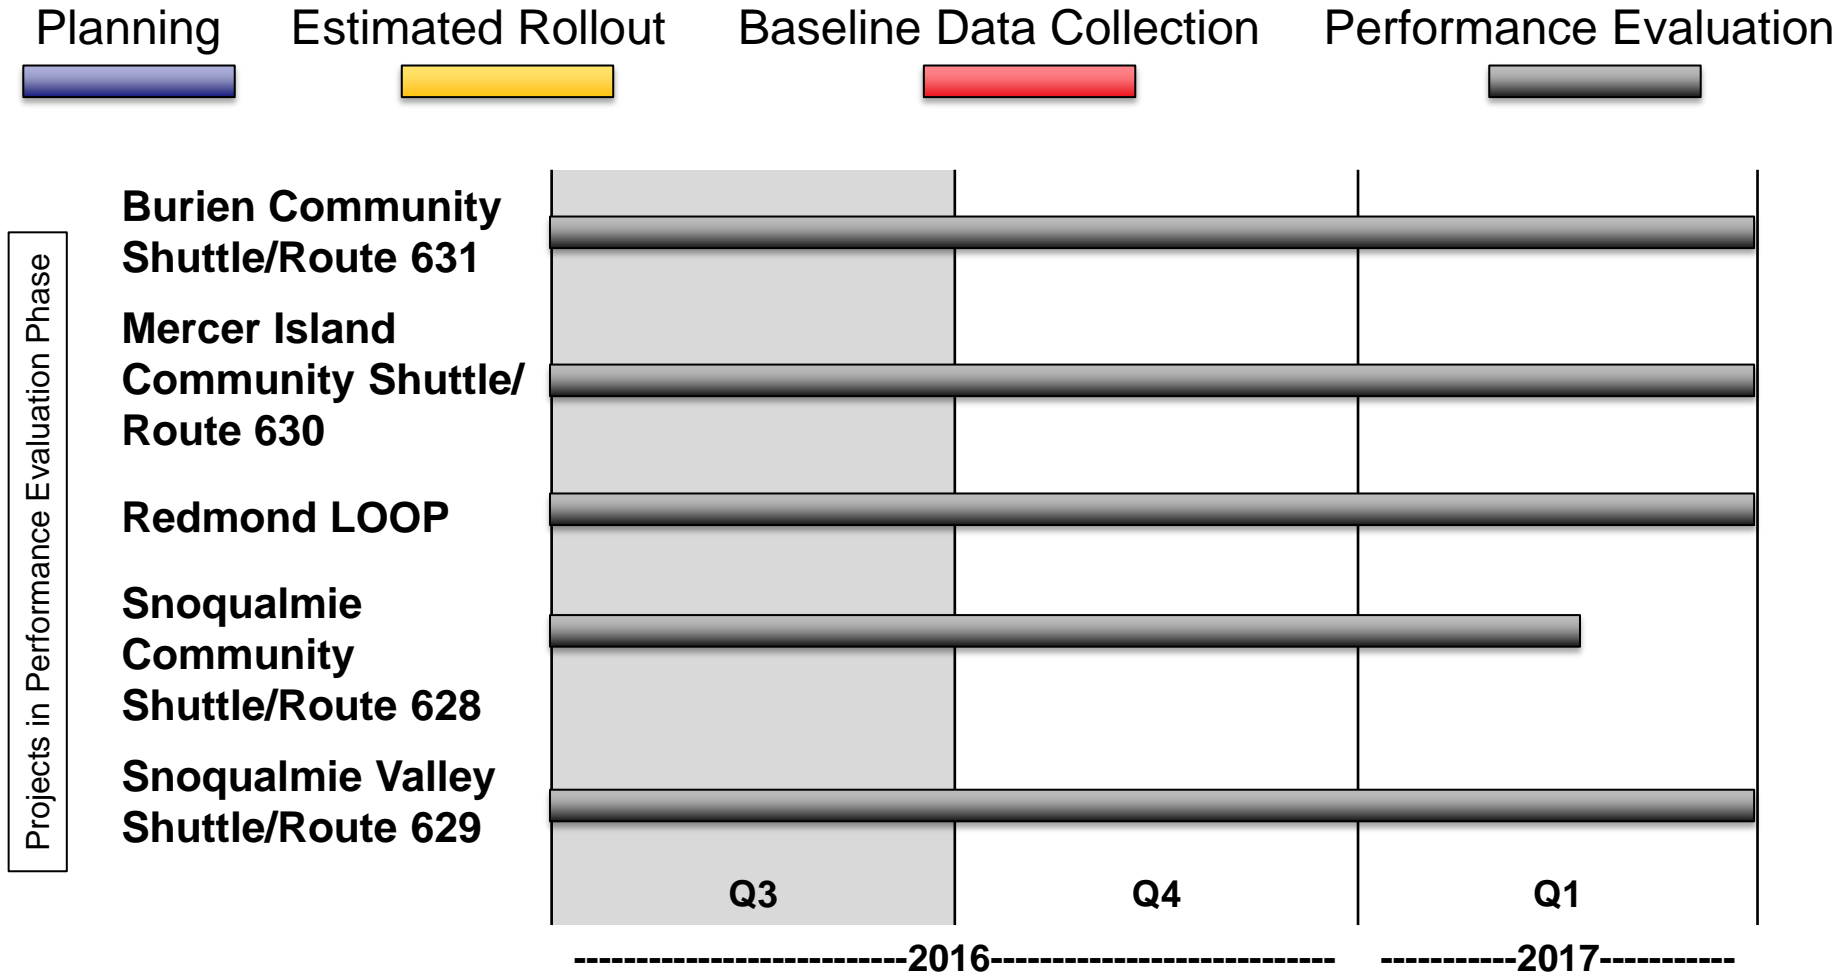 Planning
Estimated Rollout
Baseline Data Collection
Performance Evaluation
Projects in Performance Evaluation Phase
Burien Community
Shuttle/Route 631
Mercer Island
Community Shuttle/
Route 630
Redmond LOOP
Snoqualmie
Community
Shuttle/Route 628
Snoqualmie Valley
Shuttle/Route 629
Q3
Q4
Q1
---------------------------2016----------------------------
-----------2017-----------